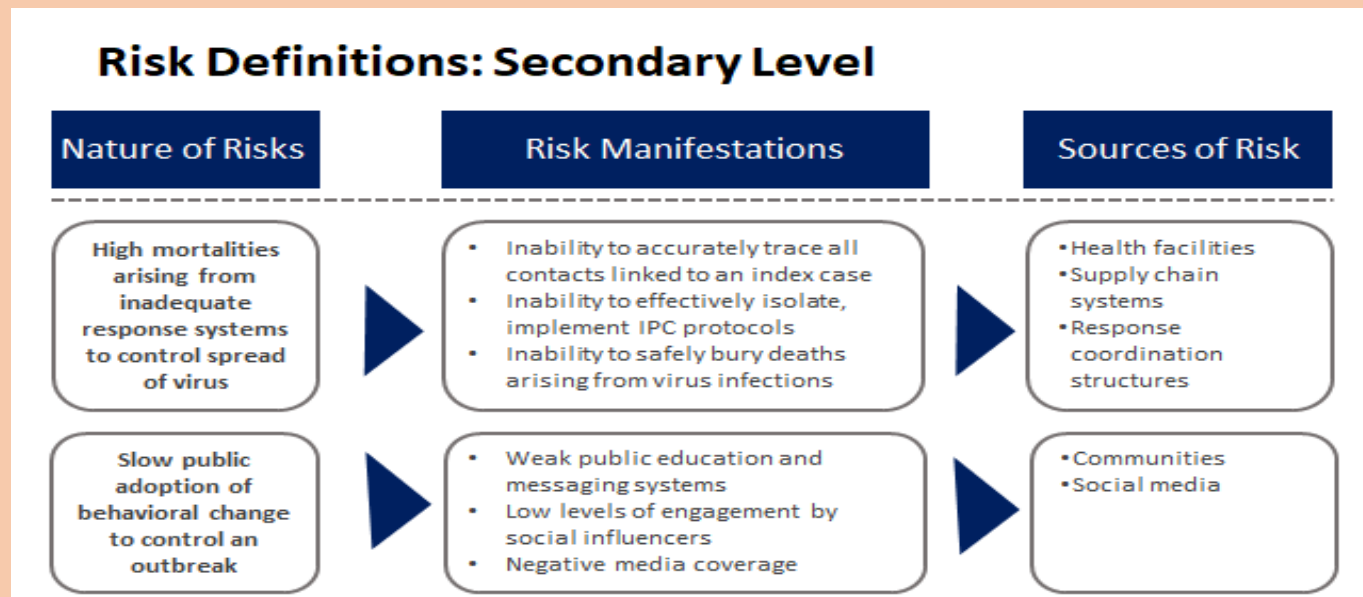 Risk Definitions: Secondary Level
Nature of Risks
Risk Manifestations
Sources of Risk
High mortalities
arising from
inadequate
response systems
to control spread
of virus
• Inability to accurately trace all
contacts linked to an index case
• Inability to effectively isolate,
implement IPC protocols
• Inability to safely bury deaths
arising from virus infections
• Health facilities
• Supply chain
systems
• Response
coordination
structures
Slow public
adoption of
behavioral change
to control an
outbreak
• Weak public education and
messaging systems
• Low levels of engagement by
social influencers
• Negative media coverage
• Communities
• Social media